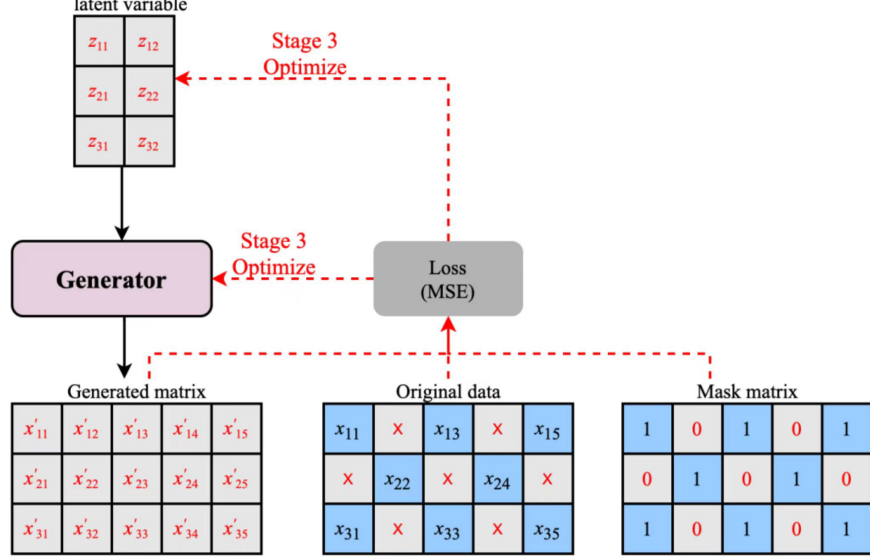 latent variable
z11 z12
z21 z22
z31 z32
Stage 3
Optimize
Generator
Stage 3
Optimize
Loss
(MSE)
Generated matrix
x'11 x'12 x'13 x'14 x'15
x'21 x'22 x'23 x'24 x'25
x'31 x'32 x'33 x'34 x'35
Original data
x11 x x13 x x15
x x22 x x24 x
x31 x x33 x x35
Mask matrix
1 0 1 0 1
0 1 0 1 0
1 0 1 0 1